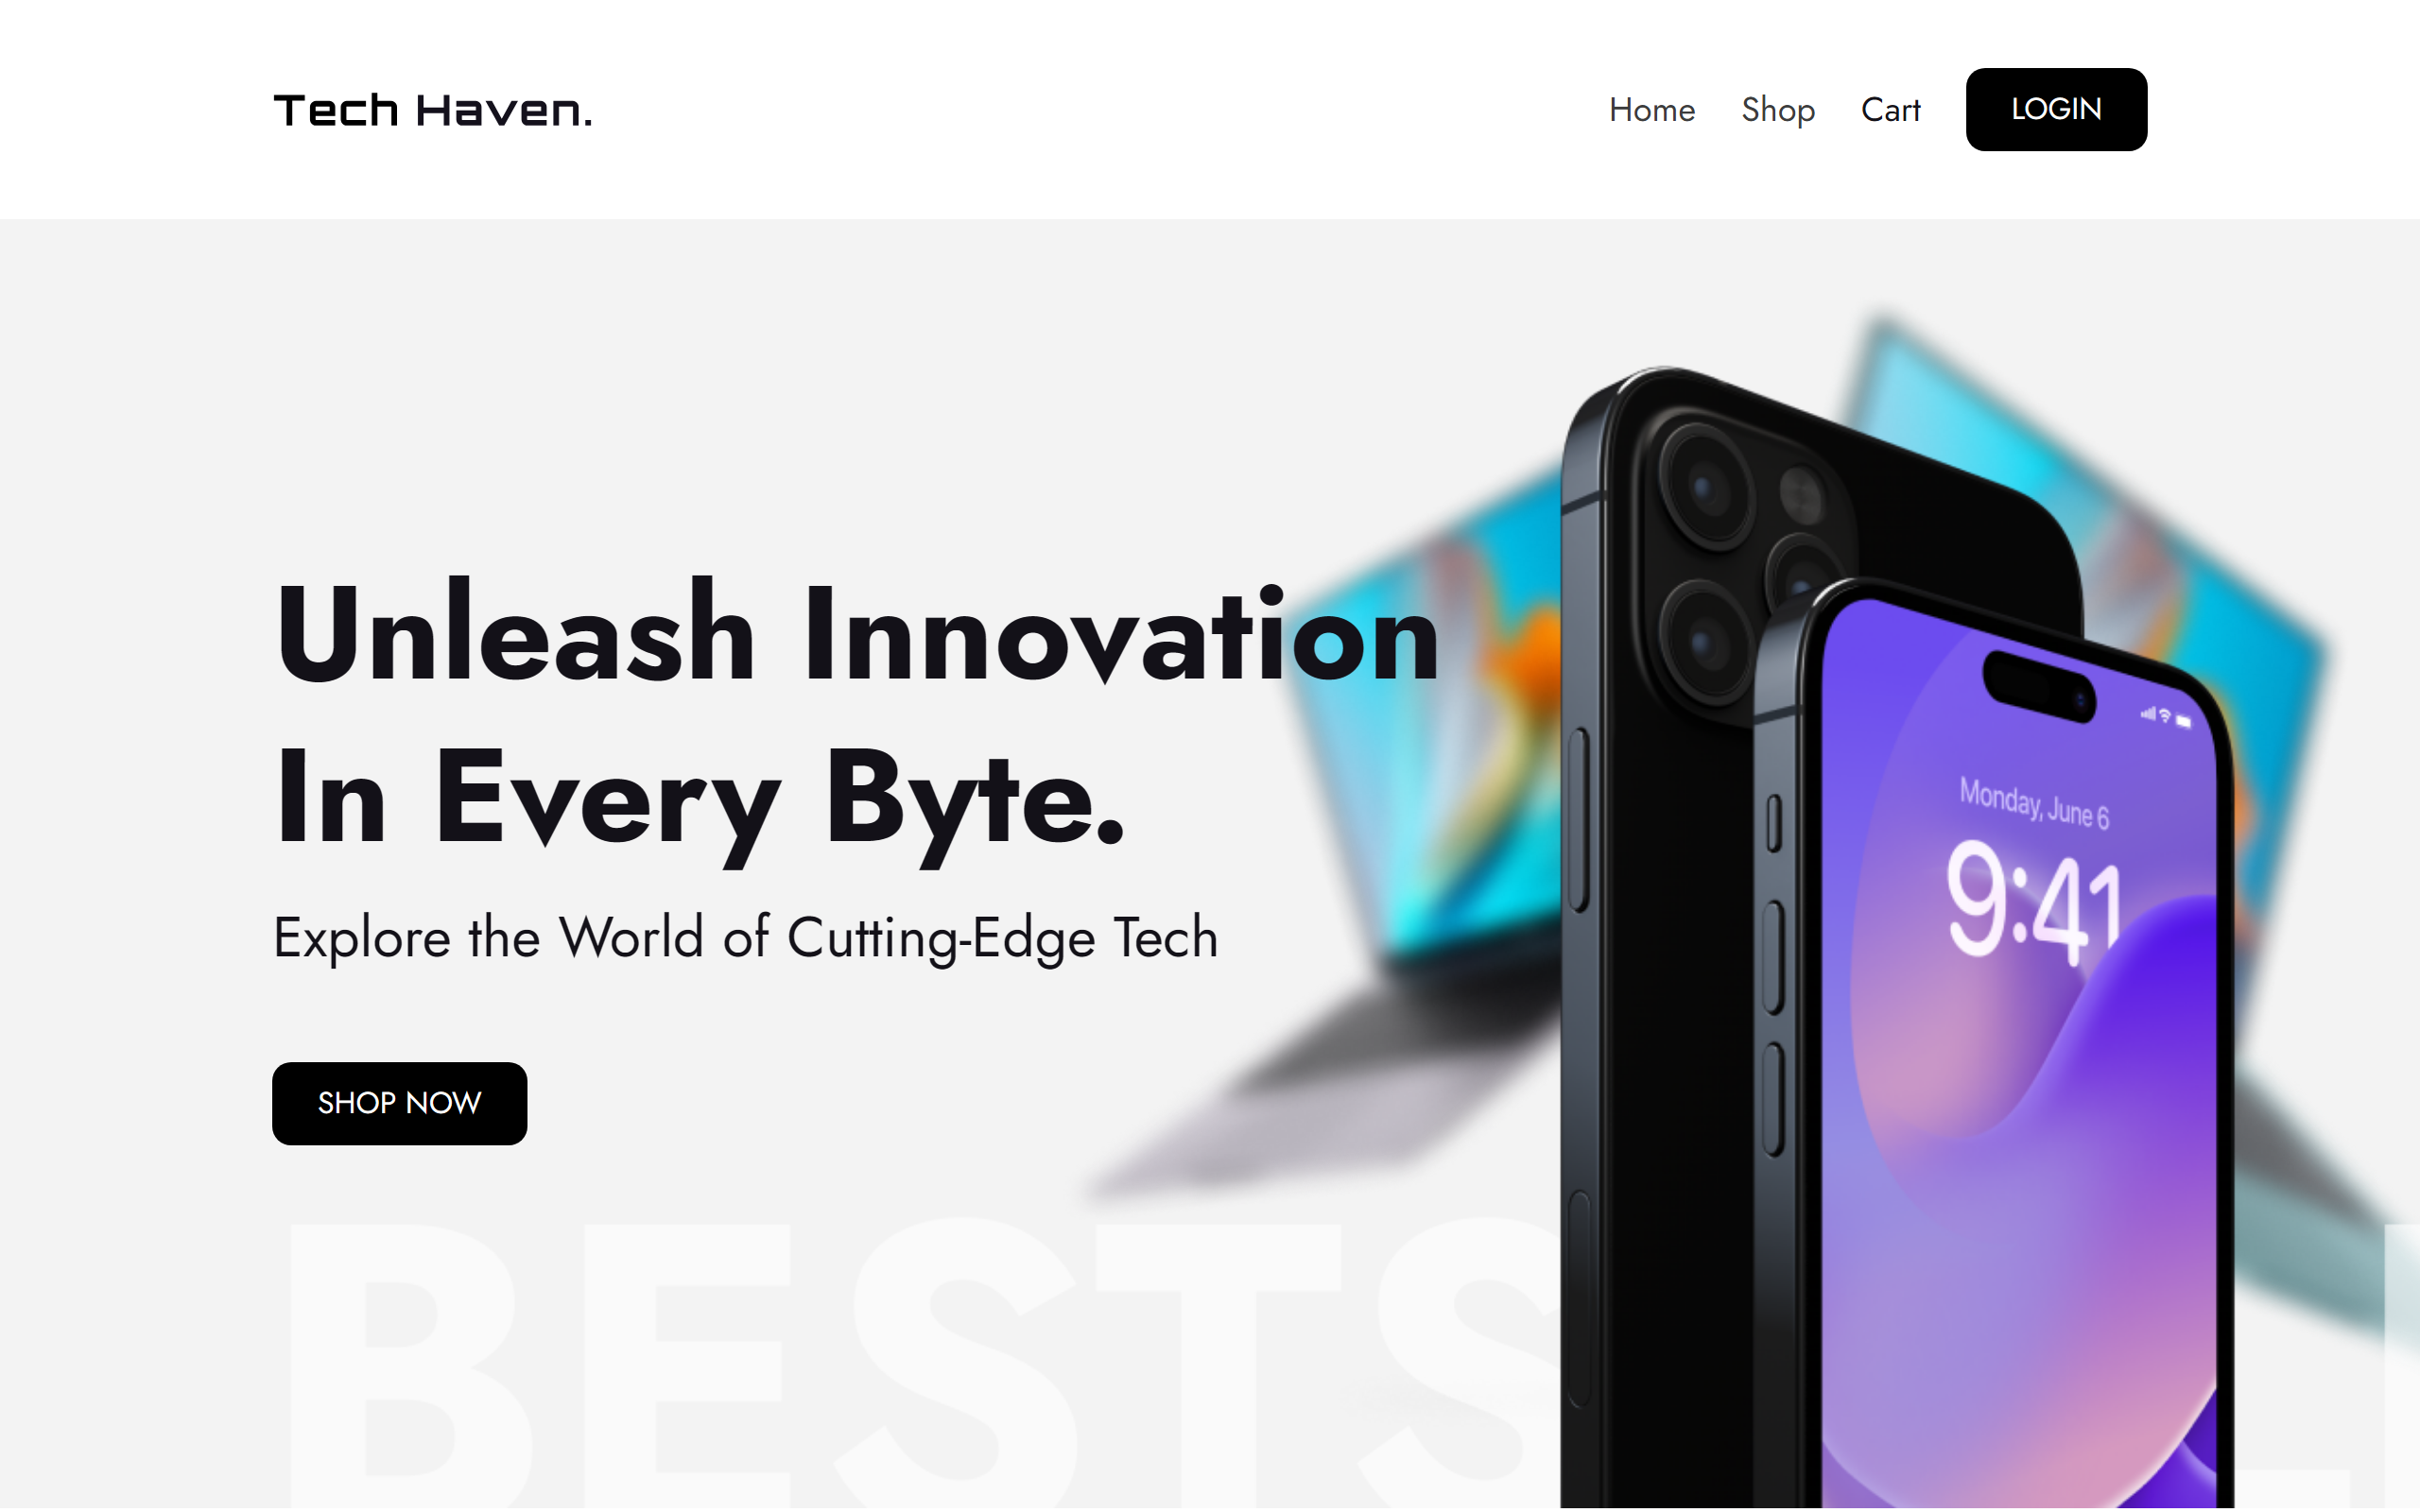 Tech Haven.
Home Shop Cart LOGIN
Unleash Innovation
In Every Byte.
Explore the World of Cutting-Edge Tech
SHOP NOW
Monday, June 6
9:41
BESTS